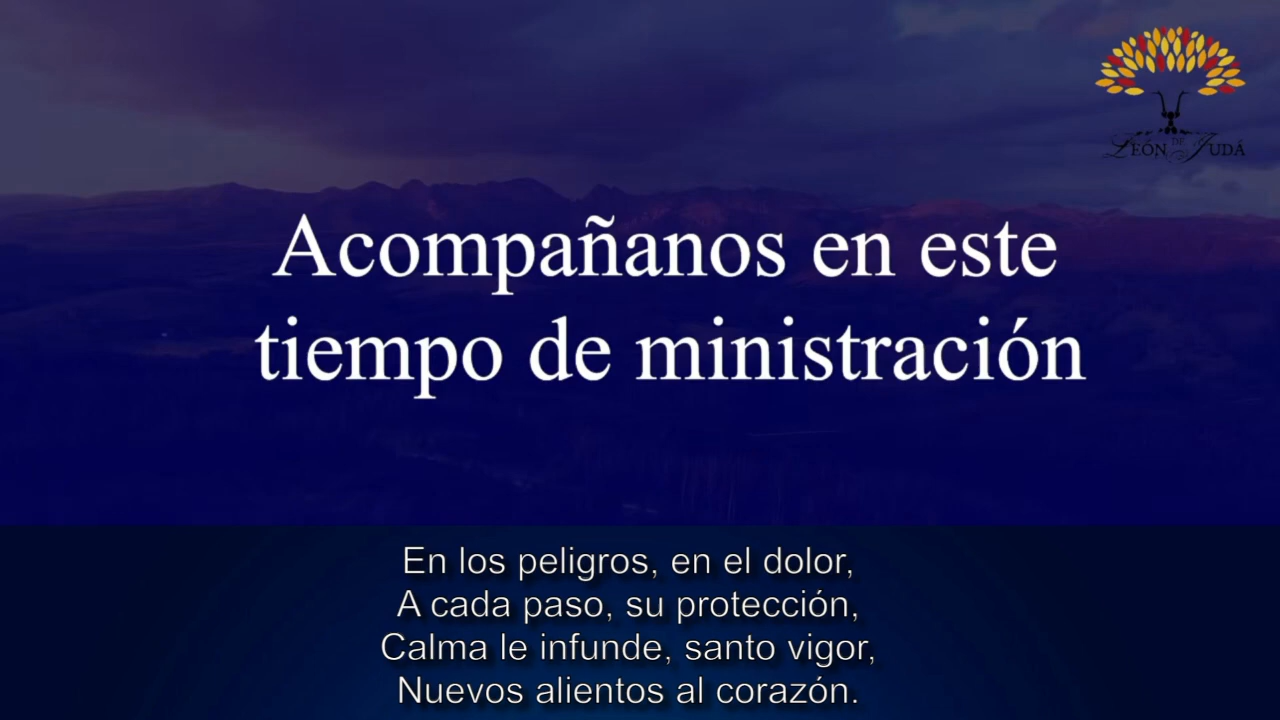 LEÓN DE JUDÁ
Acompañanos en este
tiempo de ministración
En los peligros, en el dolor,
A cada paso, su protección,
Calma le infunde, santo vigor,
Nuevos alientos al corazón.